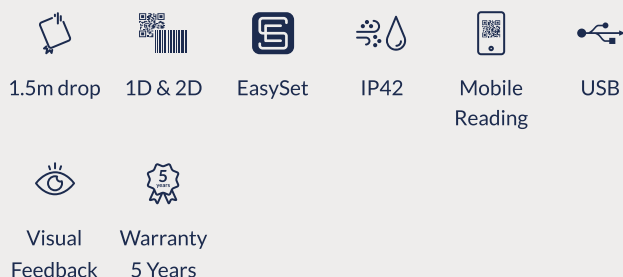 1.5m drop
1D & 2D
EasySet
IP42
Mobile
Reading
USB
5
years
Visual
Feedback
Warranty
5 Years